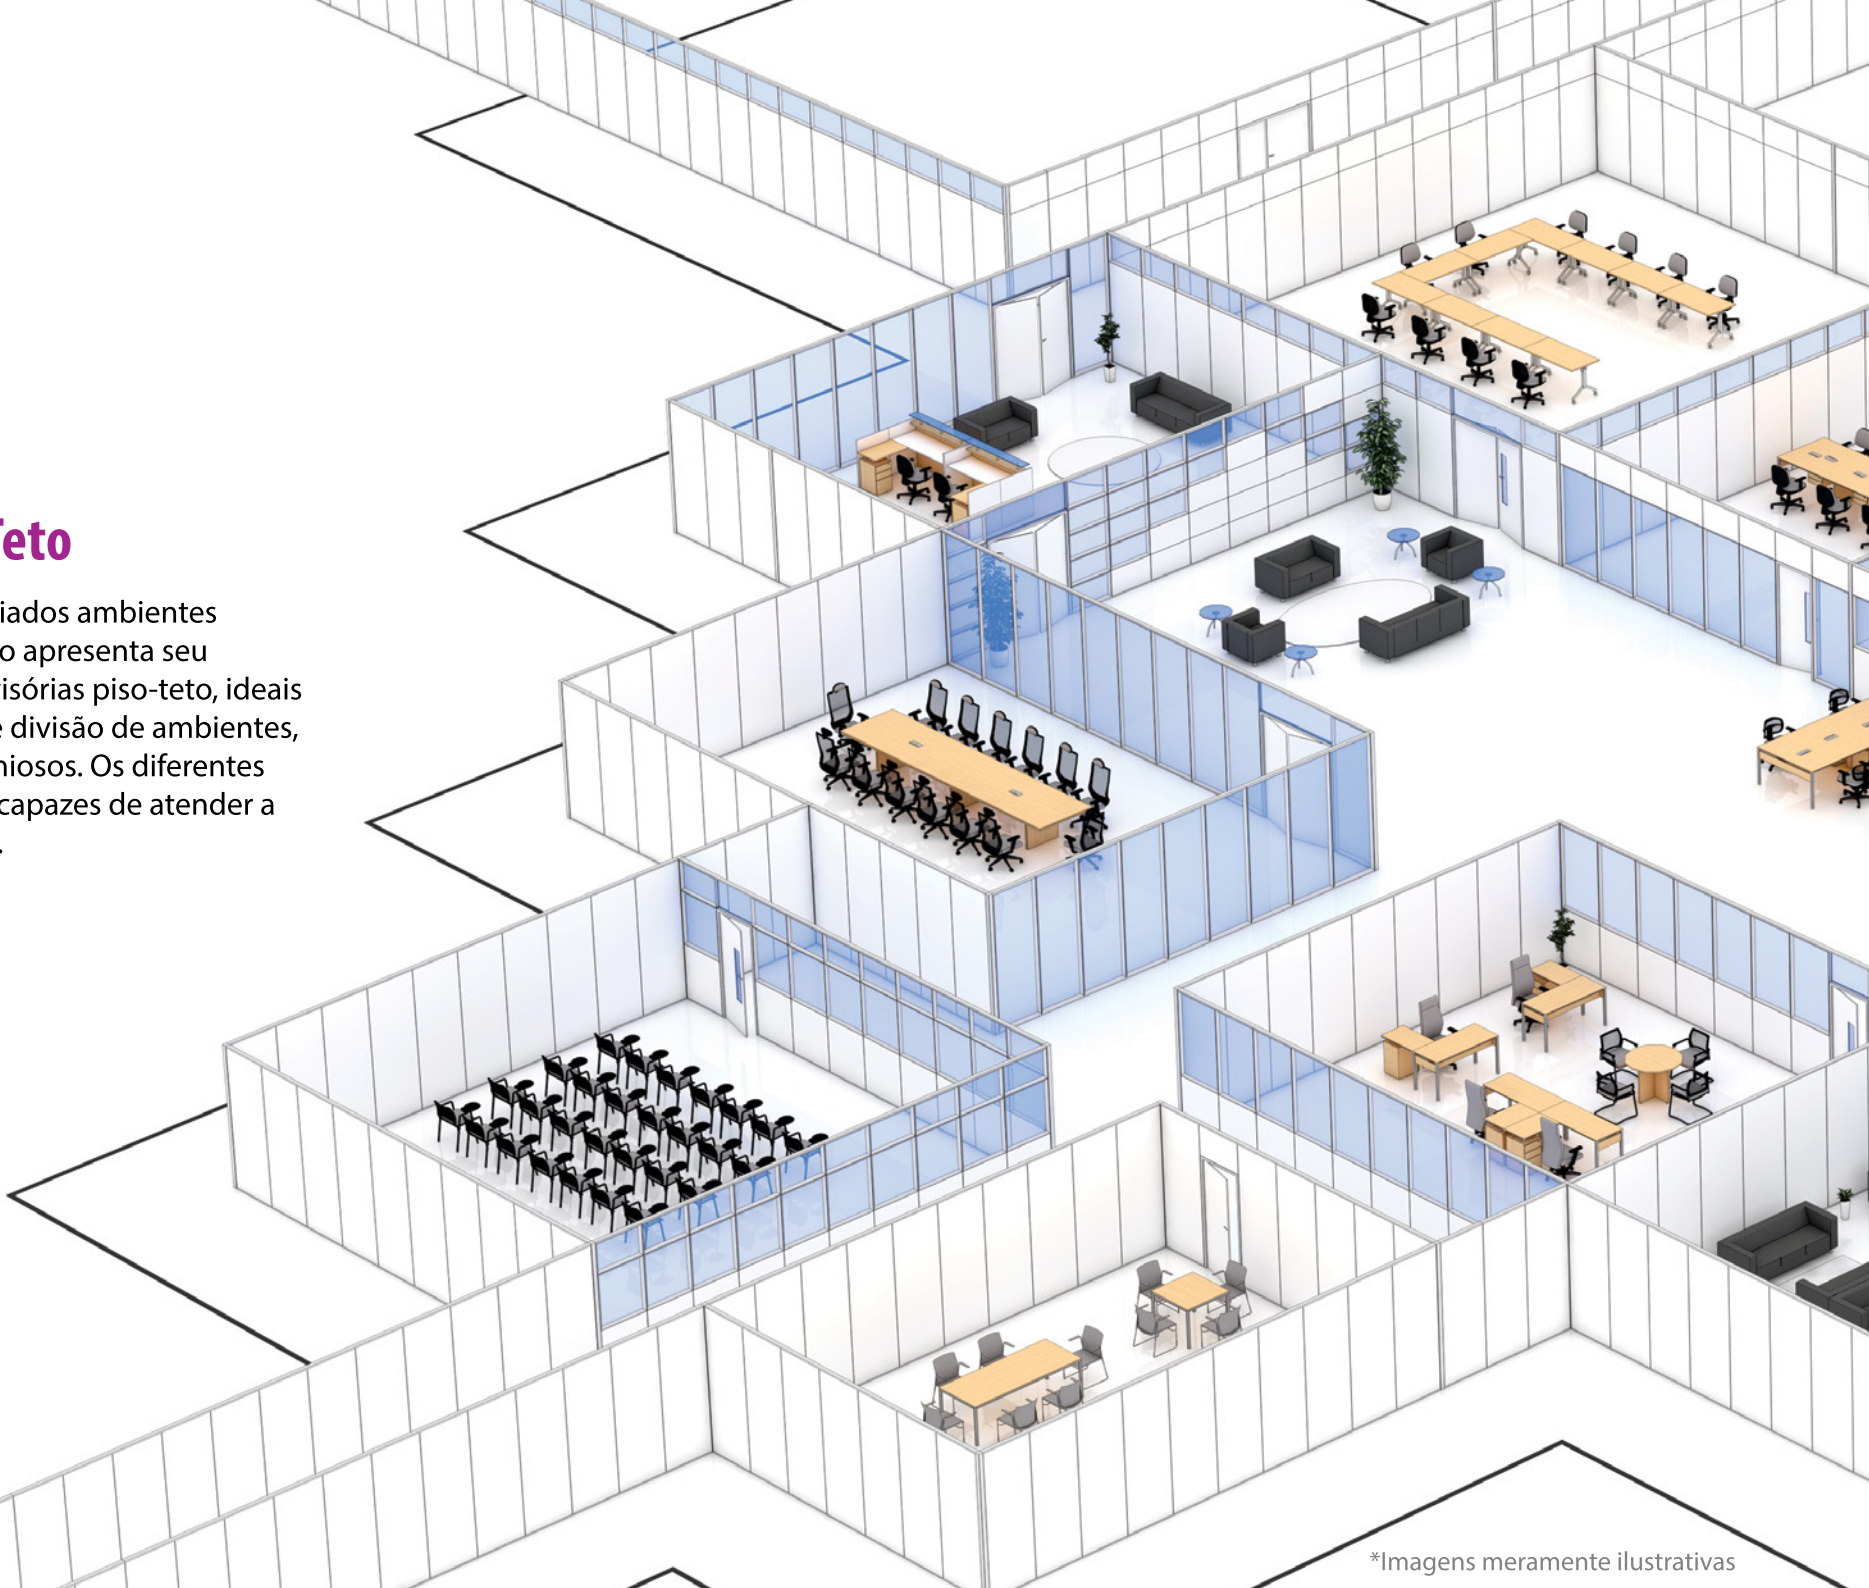 Teto
iados ambientes
o apresenta seu
isórias piso-teto, ideais
e divisão de ambientes,
niosos. Os diferentes
capazes de atender a
.
*Imagens meramente ilustrativas